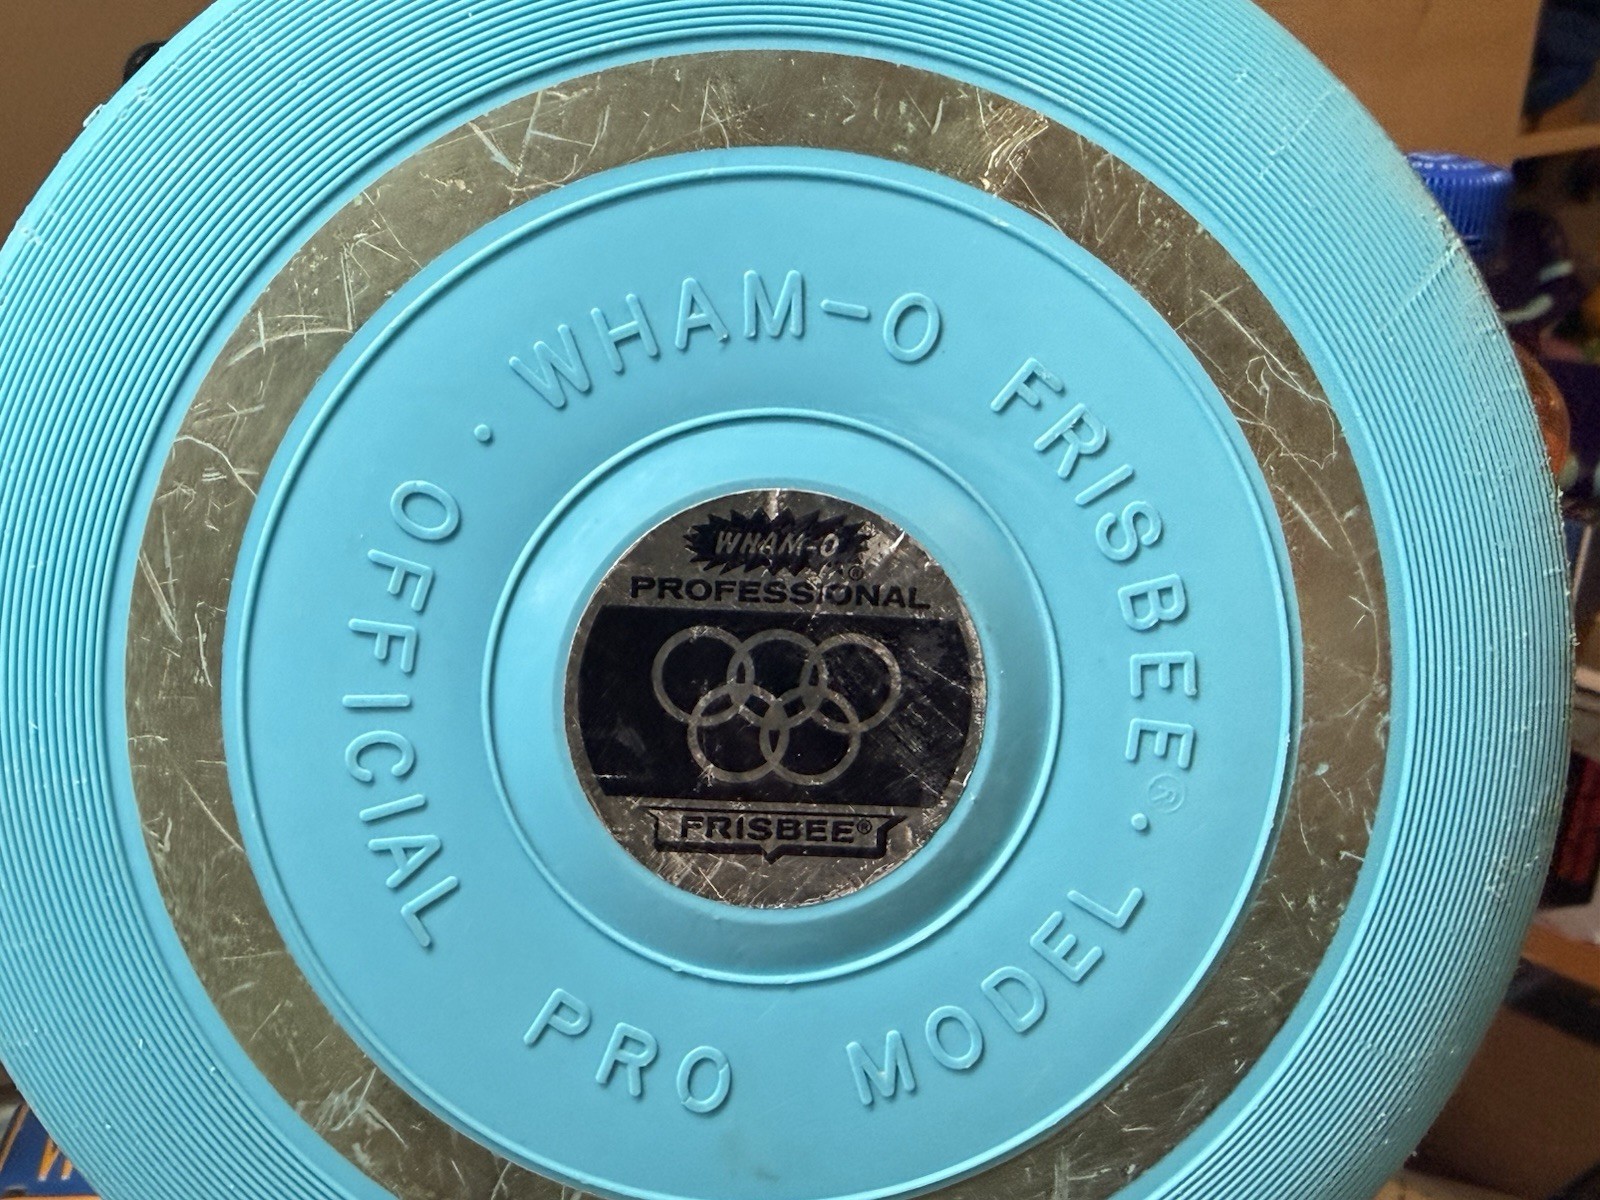 · WHAM-O FRISBEE® ·
OFFICIAL PRO MODEL
WHAM-O®
PROFESSIONAL
FRISBEE®